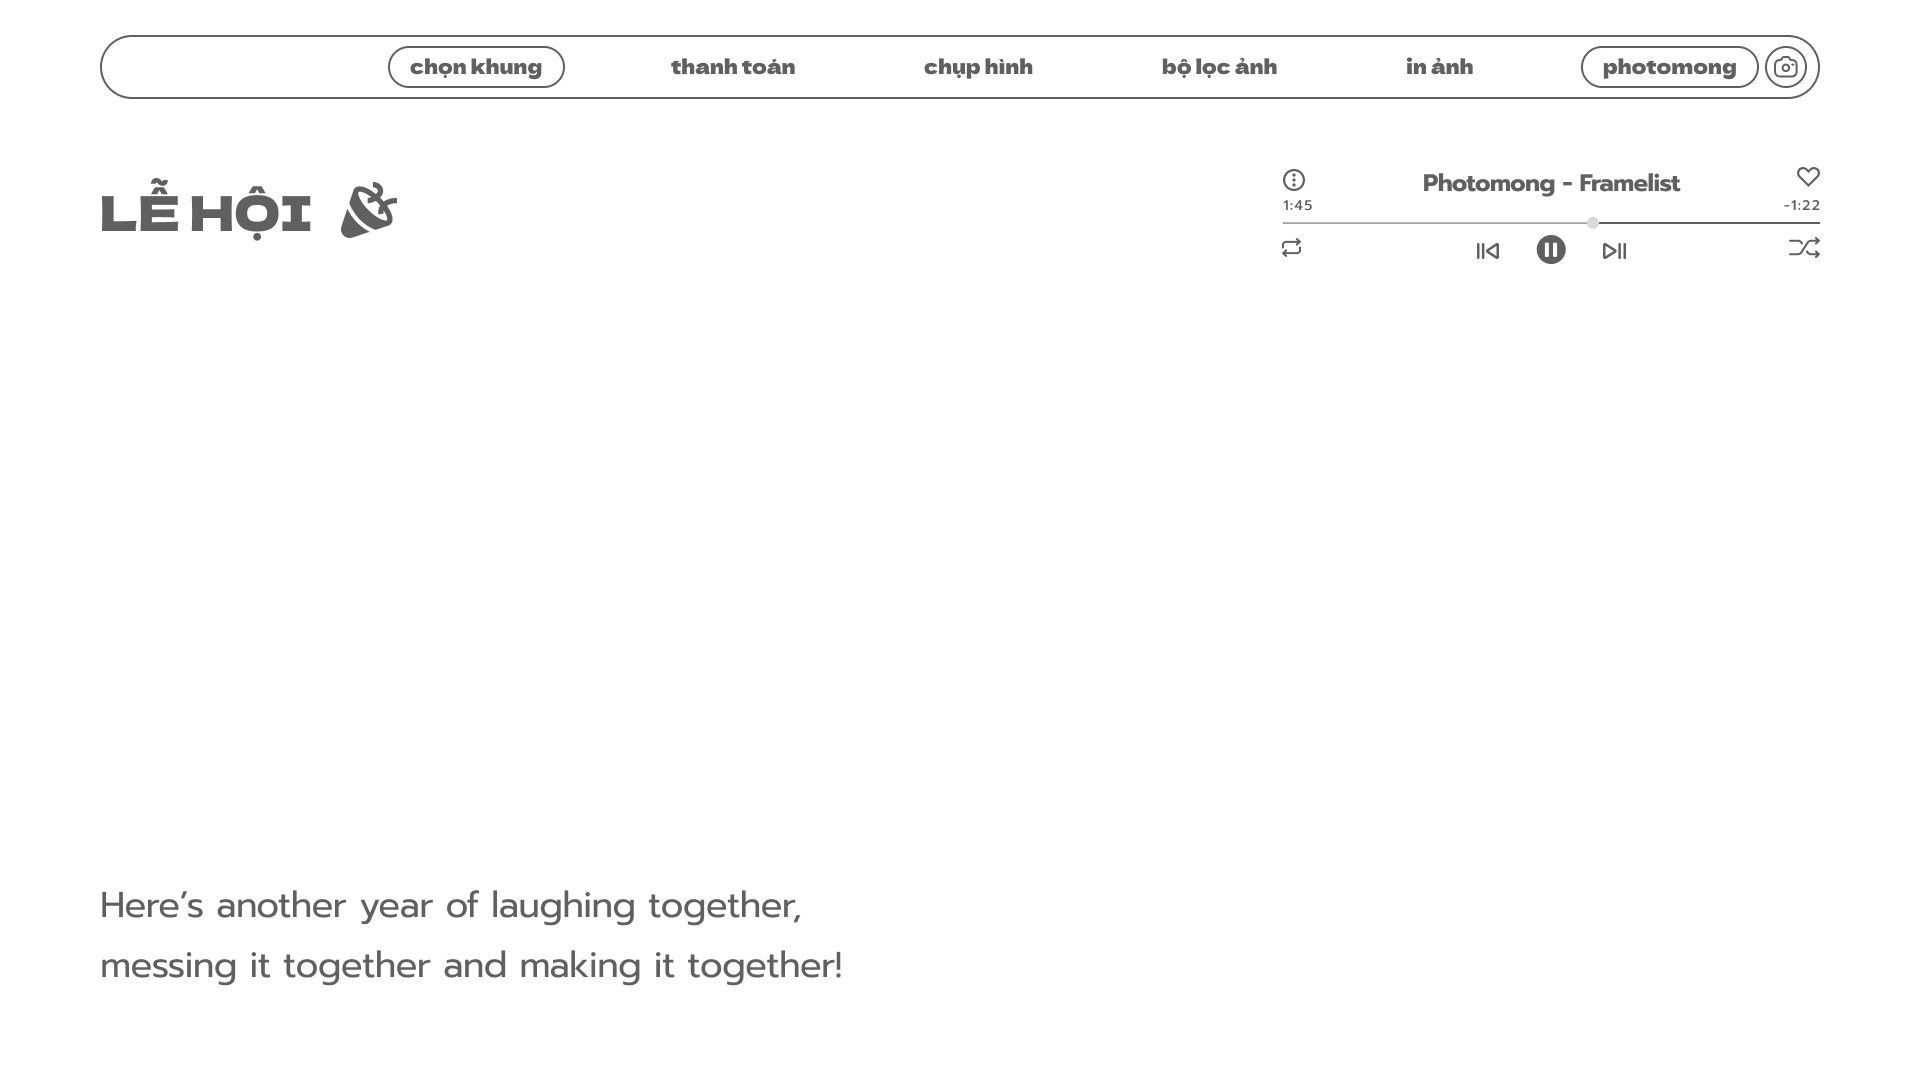 chọn khung
thanh toán
chụp hình
bộ lọc ảnh
in ảnh
photomong
LỄ HỘI
Photomong - Framelist
1:45
-1:22
Here’s another year of laughing together,
messing it together and making it together!